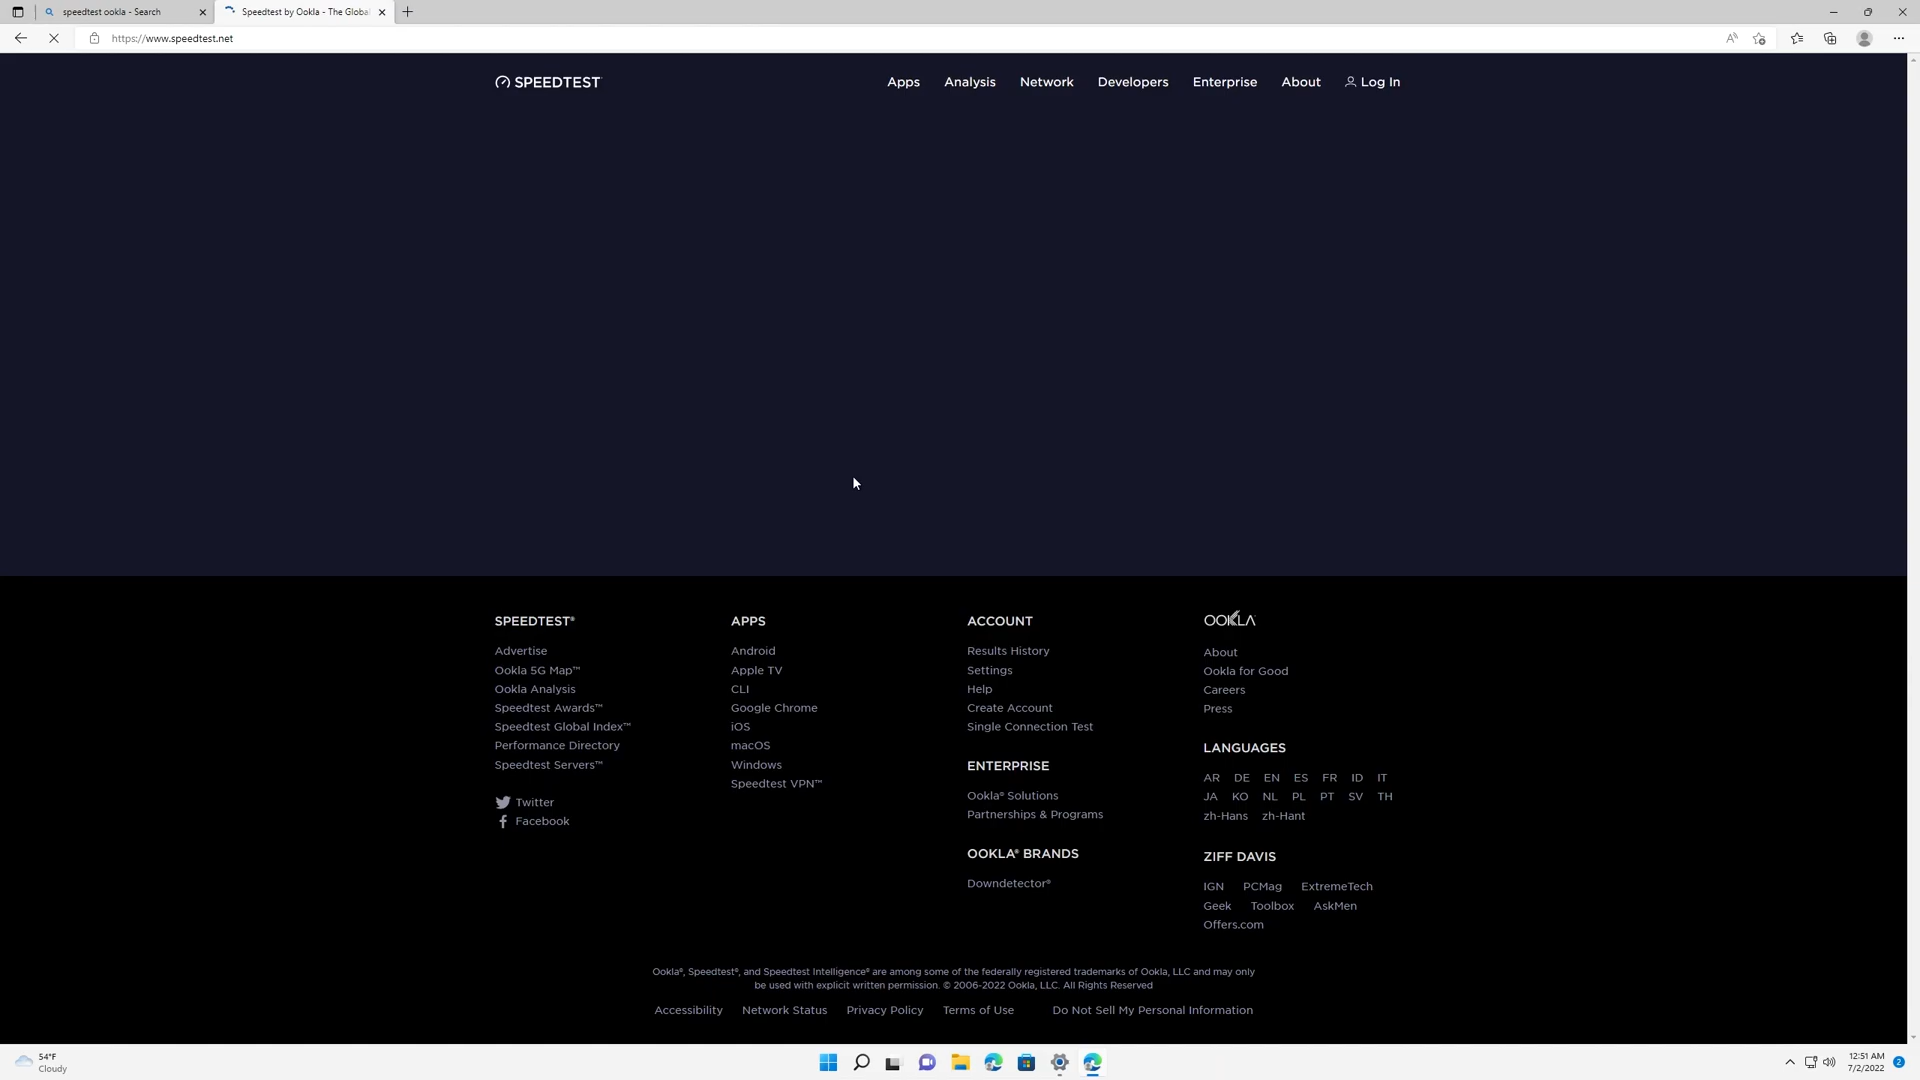 speedtest ookla - Search
Speedtest by Ookla - The Global
https://www.speedtest.net
SPEEDTEST
Apps Analysis Network Developers Enterprise About Log In
SPEEDTEST®
Advertise
Ookla 5G Map™
Ookla Analysis
Speedtest Awards™
Speedtest Global Index™
Performance Directory
Speedtest Servers™
Twitter
Facebook
APPS
Android
Apple TV
CLI
Google Chrome
iOS
macOS
Windows
Speedtest VPN™
ACCOUNT
Results History
Settings
Help
Create Account
Single Connection Test
ENTERPRISE
Ookla® Solutions
Partnerships & Programs
OOKLA® BRANDS
Downdetector®
OOKLA
About
Ookla for Good
Careers
Press
LANGUAGES
AR DE EN ES FR ID IT
JA KO NL PL PT SV TH
zh-Hans zh-Hant
ZIFF DAVIS
IGN PCMag ExtremeTech
Geek Toolbox AskMen
Offers.com
Ookla®, Speedtest®, and Speedtest Intelligence® are among some of the federally registered trademarks of Ookla, LLC and may only
be used with explicit written permission. © 2006-2022 Ookla, LLC. All Rights Reserved
Accessibility Network Status Privacy Policy Terms of Use Do Not Sell My Personal Information
54°F
Cloudy
12:51 AM
7/2/2022
2